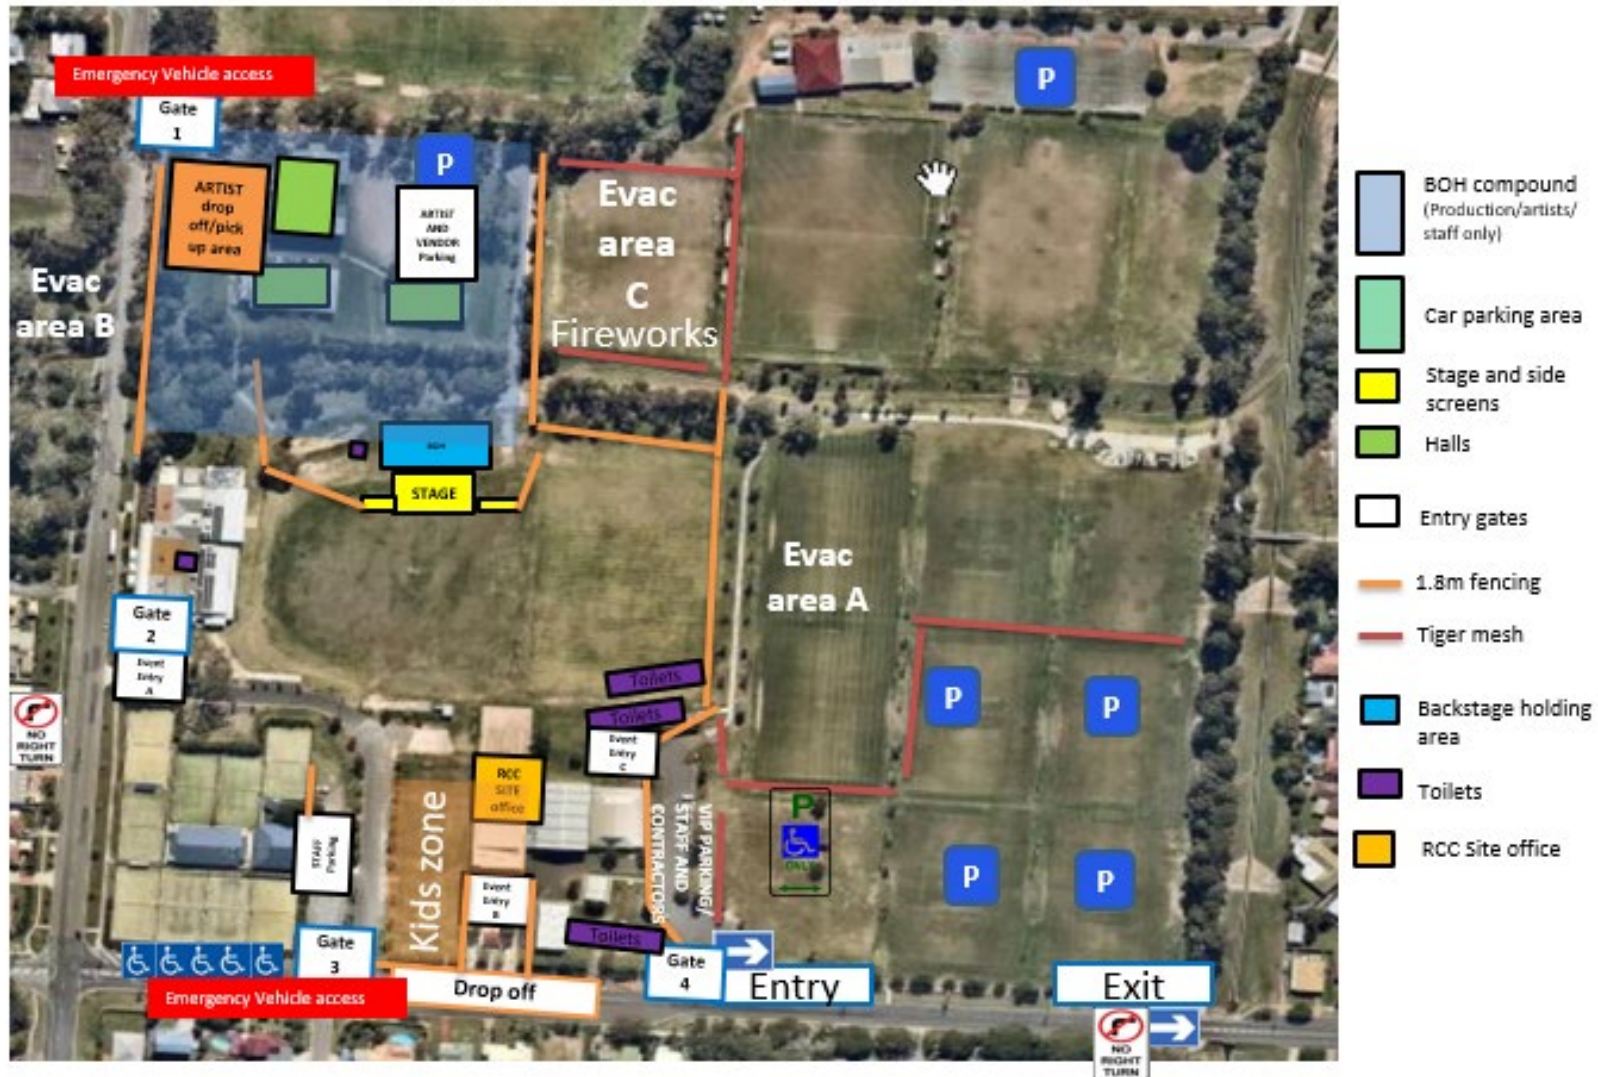 Emergency Vehicle access
Gate
1
P
P
ARTIST
drop
off/pick
up area
ARTIST
AND
VENDOR
Parking
Evac
area
C
Fireworks
Evac
area B
BOH
STAGE
Evac
area A
Gate
2
Event
Entry
A
NO
RIGHT
TURN
Toilets
Toilets
Event
Entry
C
P
P
RCC
SITE
office
Kids zone
STAFF
Parking
VIP PARKING/
STAFF AND
CONTRACTORS
P
ONLY
P
P
Event
Entry
B
Toilets
Gate
3
Gate
4
Entry
Exit
Emergency Vehicle access
Drop off
NO
RIGHT
TURN
BOH compound
(Production/artists/
staff only)
Car parking area
Stage and side
screens
Halls
Entry gates
1.8m fencing
Tiger mesh
Backstage holding
area
Toilets
RCC Site office